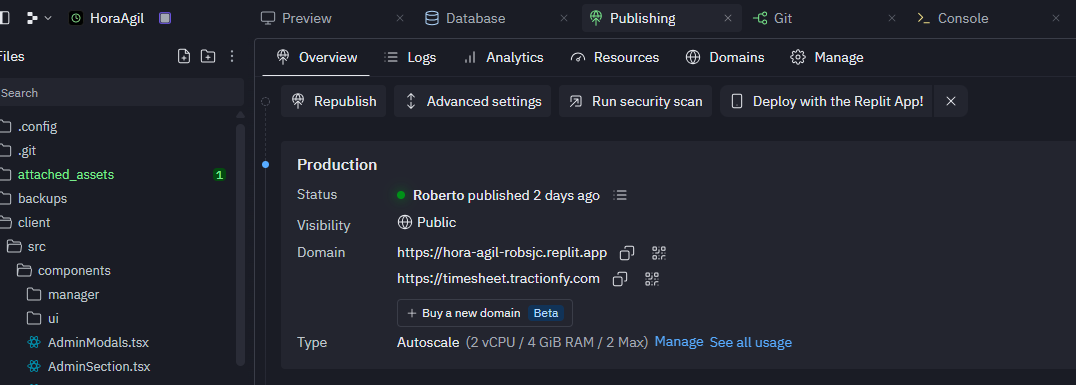 HoraAgil
Preview
Database
Publishing
Git
Console
Files
Overview
Logs
Analytics
Resources
Domains
Manage
Search
Republish
Advanced settings
Run security scan
Deploy with the Replit App!
.config
.git
attached_assets 1
backups
client
src
components
manager
ui
AdminModals.tsx
AdminSection.tsx
Production
Status Roberto published 2 days ago
Visibility Public
Domain https://hora-agil-robsjc.replit.app
https://timesheet.tractionfy.com
+ Buy a new domain Beta
Type Autoscale (2 vCPU / 4 GiB RAM / 2 Max) Manage See all usage